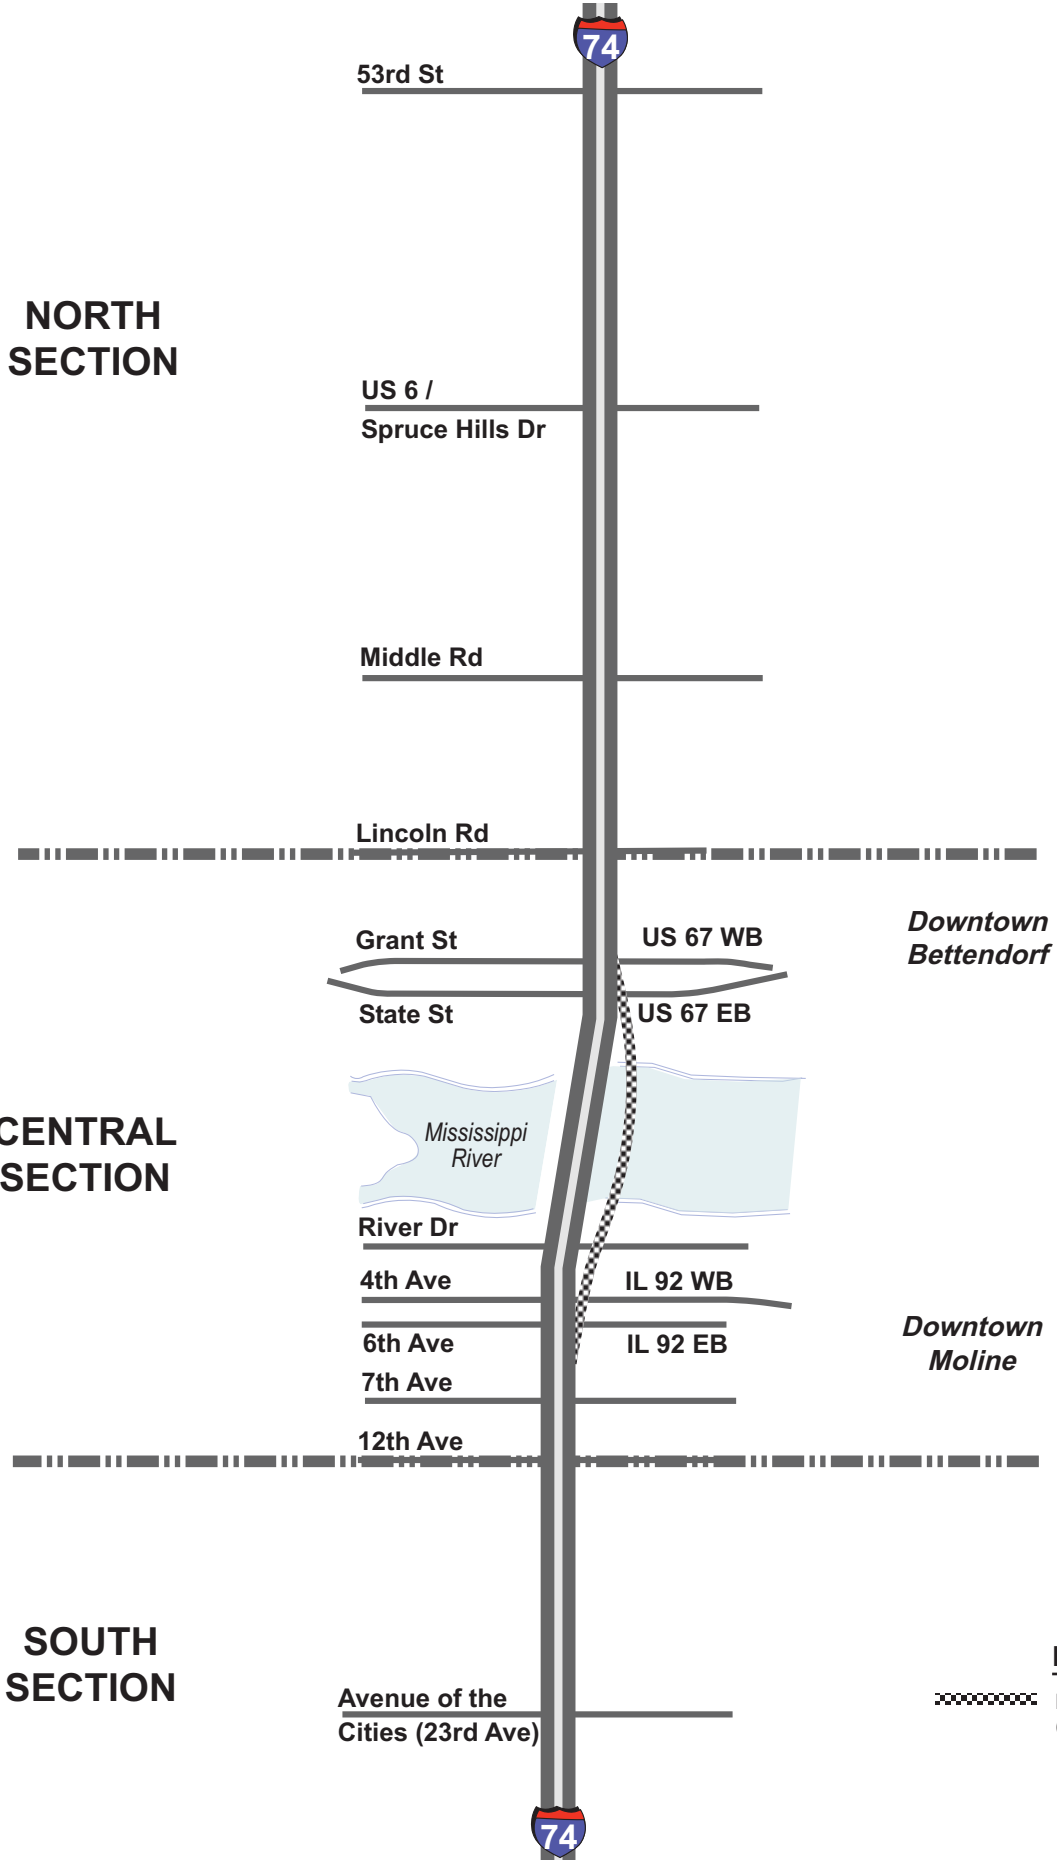 74
53rd St
NORTH
SECTION
US 6 /
Spruce Hills Dr
Middle Rd
Lincoln Rd
Downtown
Bettendorf
Grant St
US 67 WB
State St
US 67 EB
CENTRAL
SECTION
Mississippi
River
River Dr
4th Ave
IL 92 WB
6th Ave
IL 92 EB
Downtown
Moline
7th Ave
12th Ave
SOUTH
SECTION
Avenue of the
Cities (23rd Ave)
74